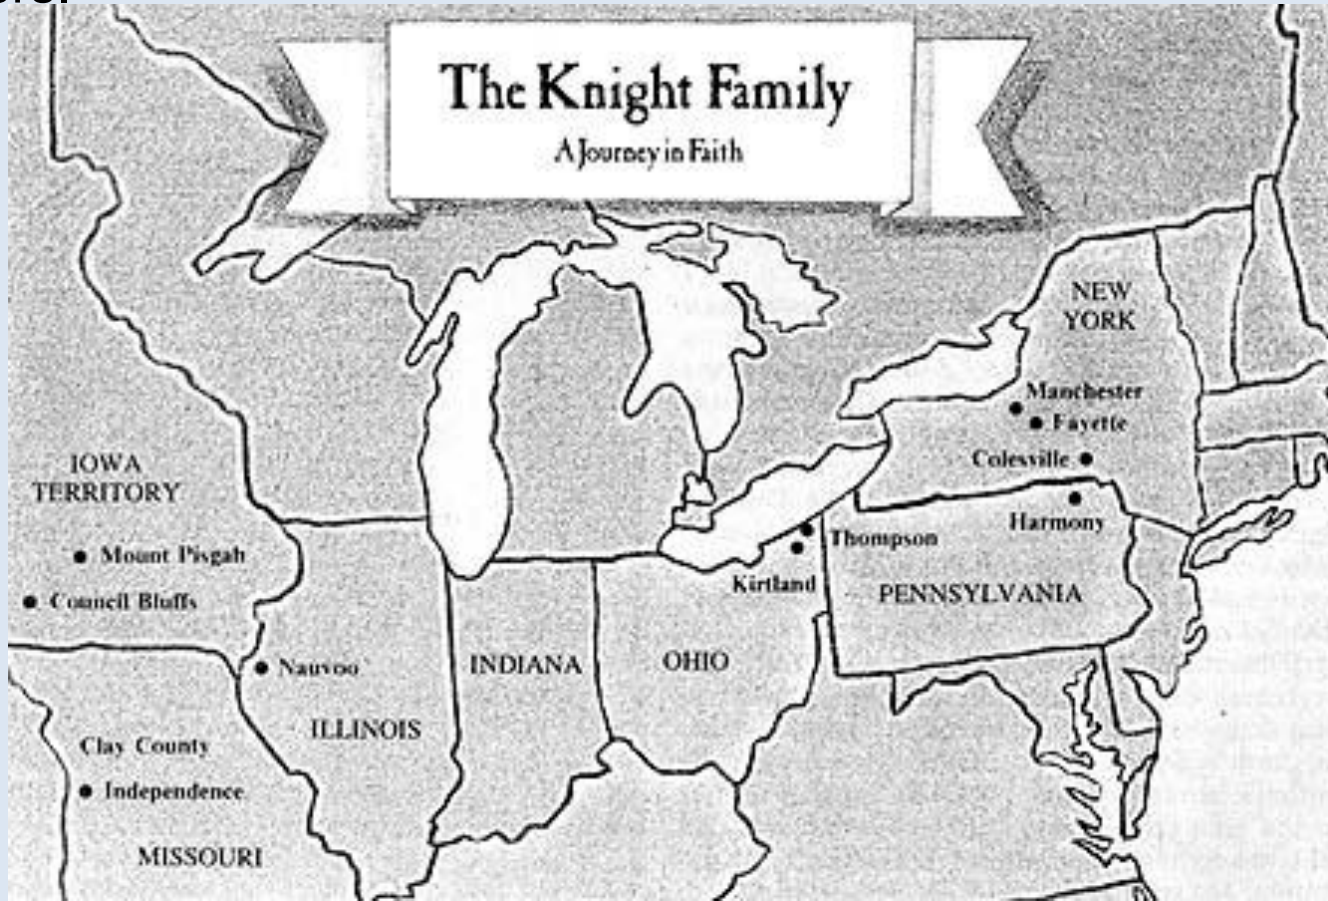 The Knight Family
A Journey in Faith
NEW
YORK
Manchester
Fayette
Colesville
Harmony
IOWA
TERRITORY
Mount Pisgah
Council Bluffs
Thompson
Kirtland
PENNSYLVANIA
Nauvoo
INDIANA
OHIO
ILLINOIS
Clay County
Independence
MISSOURI